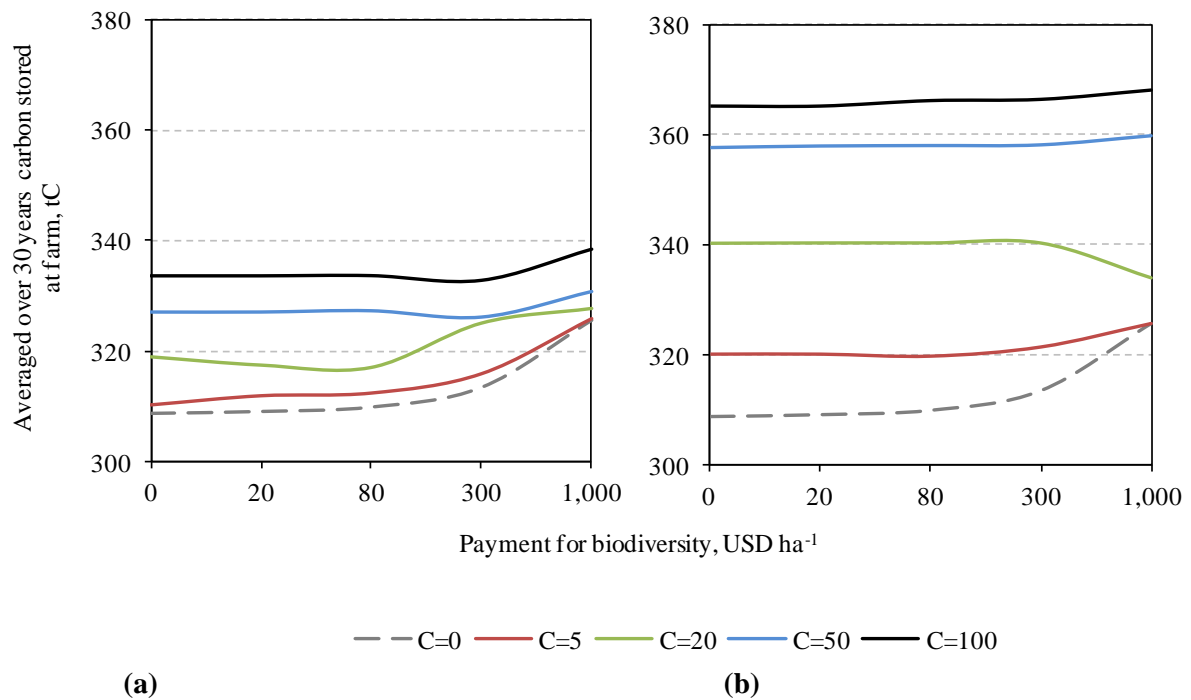 Averaged over 30 years carbon stored
at farm, tC
380
360
340
320
300
0 20 80 300 1,000
380
360
340
320
300
0 20 80 300 1,000
Payment for biodiversity, USD ha⁻¹
C=0 C=5 C=20 C=50 C=100
(a) (b)